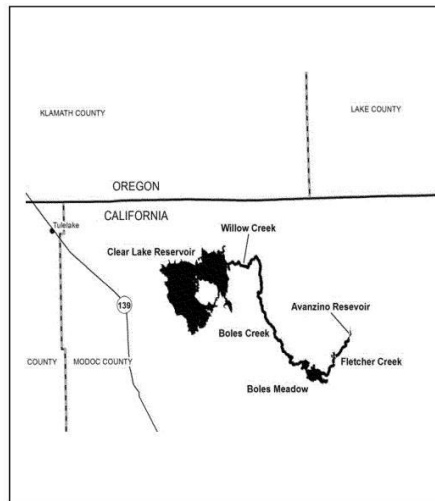 KLAMATH COUNTY
LAKE COUNTY
OREGON
CALIFORNIA
Tulelake
Willow Creek
Clear Lake Reservoir
139
Avanzino Resevoir
Boles Creek
COUNTY
MODOC COUNTY
Fletcher Creek
Boles Meadow